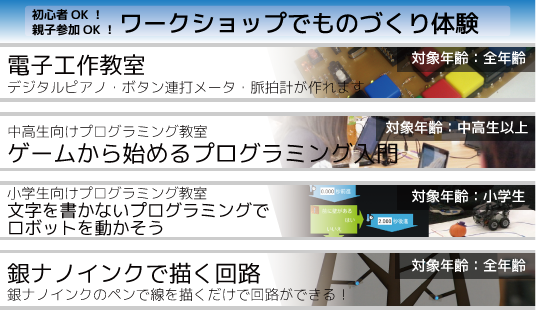 初心者 OK ！
親子参加 OK ！
ワークショップでものづくり体験
対象年齢：全年齢
電子工作教室
デジタルピアノ・ボタン連打メータ・脈拍計が作れます
対象年齢：中高生以上
中高生向けプログラミング教室
ゲームから始めるプログラミング入門
対象年齢：小学生
小学生向けプログラミング教室
文字を書かないプログラミングで
ロボットを動かそう
はい
いいえ
対象年齢：全年齢
銀ナノインクで描く回路
銀ナノインクのペンで線を描くだけで回路ができる！